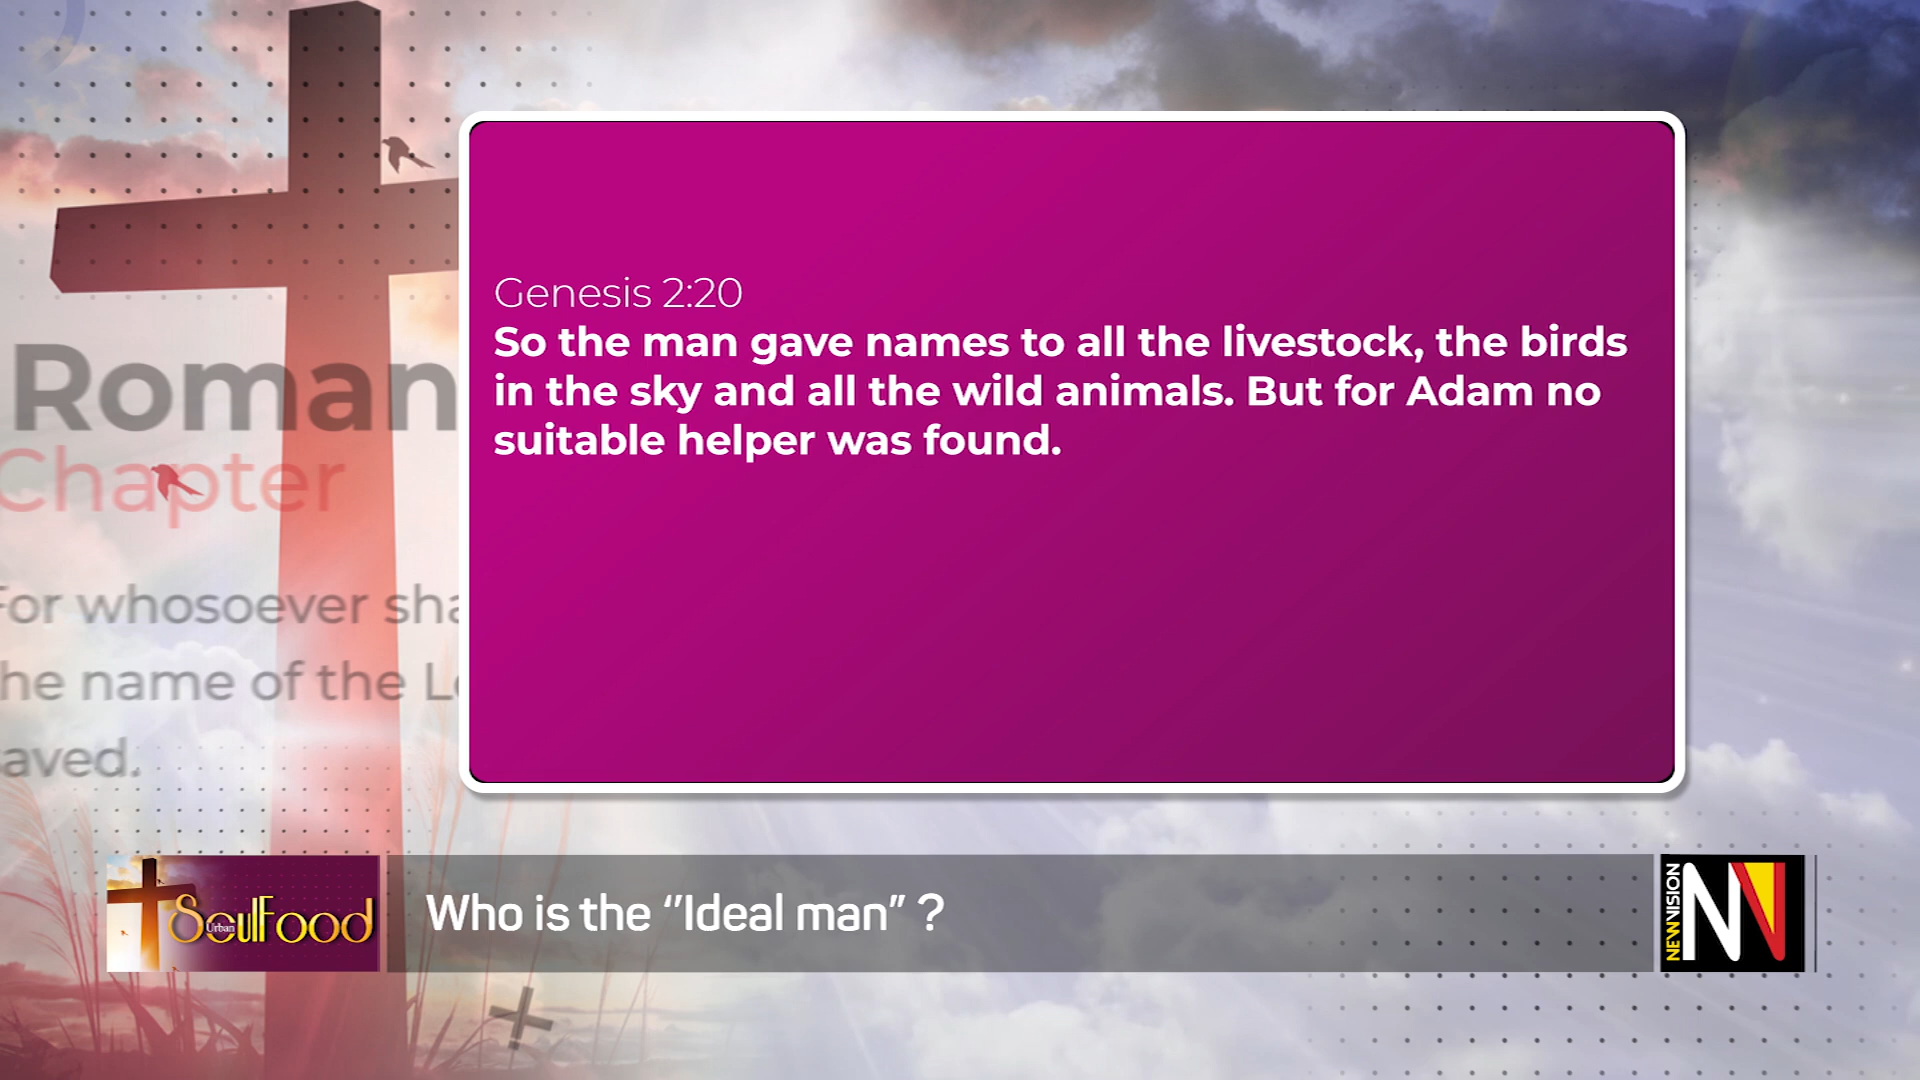 Genesis 2:20
So the man gave names to all the livestock, the birds
in the sky and all the wild animals. But for Adam no
suitable helper was found.
Roman
Chapter
For whosoever sha
he name of the L
aved.
Urban
SoulFood
Who is the “Ideal man” ?
NEW VISION